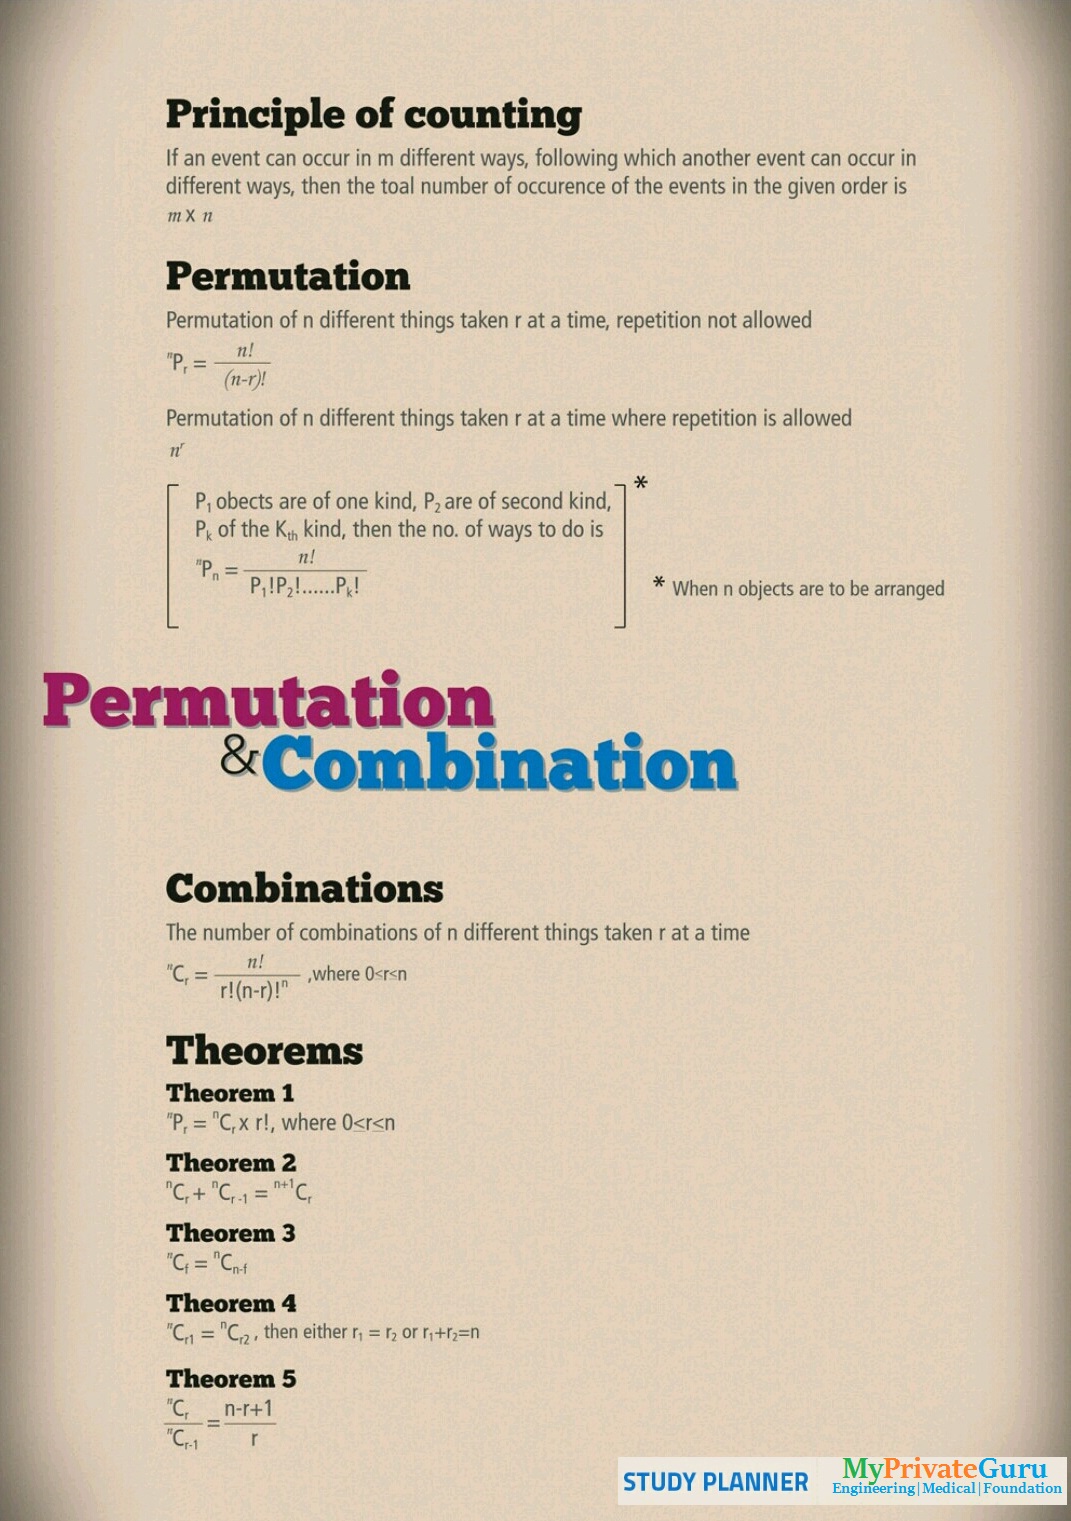 Principle of counting
If an event can occur in m different ways, following which another event can occur in
different ways, then the toal number of occurence of the events in the given order is
m x n
Permutation
Permutation of n different things taken r at a time, repetition not allowed
ⁿPᵣ = n! / (n-r)!
Permutation of n different things taken r at a time where repetition is allowed
nʳ
P₁ obects are of one kind, P₂ are of second kind, *
Pₖ of the Kₜₕ kind, then the no. of ways to do is
ⁿPₙ = n! / P₁!P₂!......Pₖ!
* When n objects are to be arranged
Permutation
& Combination
Combinations
The number of combinations of n different things taken r at a time
ⁿCᵣ = n! / r!(n-r)!ⁿ ,where 0<r≤n
Theorems
Theorem 1
ⁿPᵣ = ⁿCᵣ x r!, where 0<r≤n
Theorem 2
ⁿCᵣ + ⁿCᵣ₋₁ = ⁿ⁺¹Cᵣ
Theorem 3
ⁿC_f = ⁿC_n-f
Theorem 4
ⁿCᵣ₁ = ⁿCᵣ₂ , then either r₁ = r₂ or r₁+r₂=n
Theorem 5
ⁿCᵣ / ⁿCᵣ₋₁ = n-r+1 / r
STUDY PLANNER
MyPrivateGuru
Engineering|Medical|Foundation